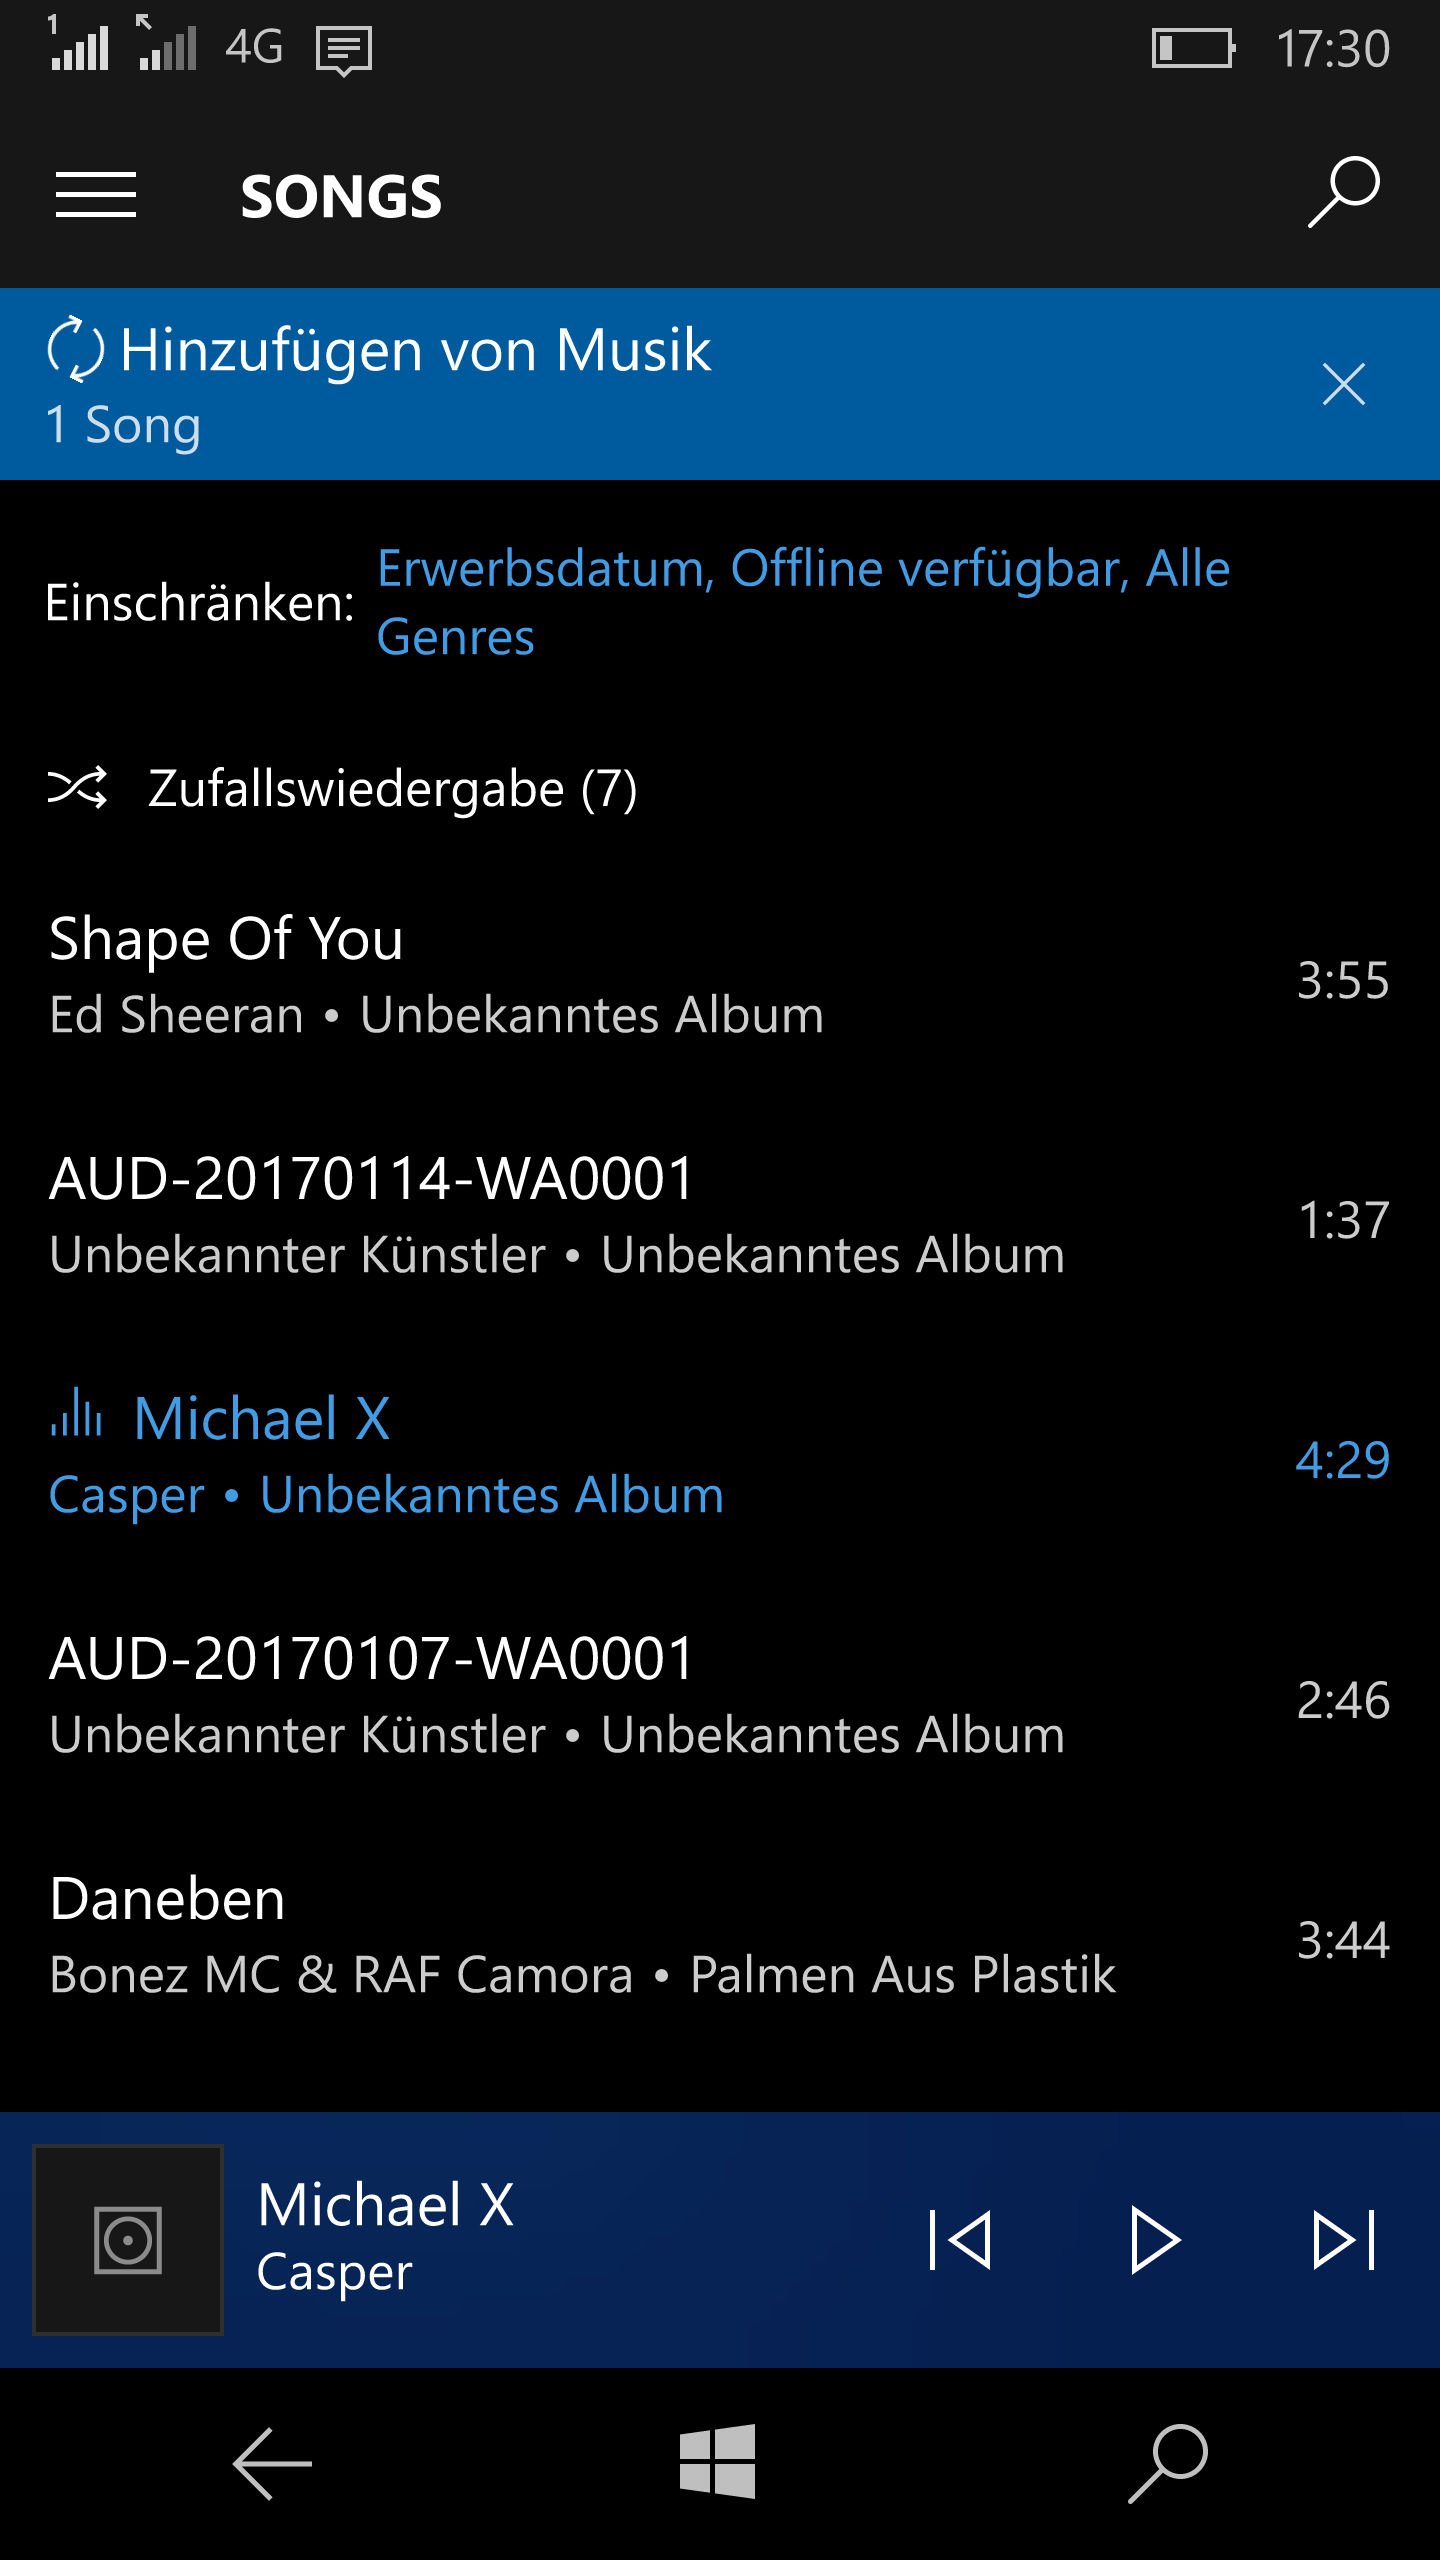 1
4G
17:30
SONGS
Hinzufügen von Musik
1 Song
Einschränken:
Erwerbsdatum, Offline verfügbar, Alle
Genres
Zufallswiedergabe (7)
Shape Of You
3:55
Ed Sheeran • Unbekanntes Album
AUD-20170114-WA0001
1:37
Unbekannter Künstler • Unbekanntes Album
Michael X
4:29
Casper • Unbekanntes Album
AUD-20170107-WA0001
2:46
Unbekannter Künstler • Unbekanntes Album
Daneben
3:44
Bonez MC & RAF Camora • Palmen Aus Plastik
Michael X
Casper